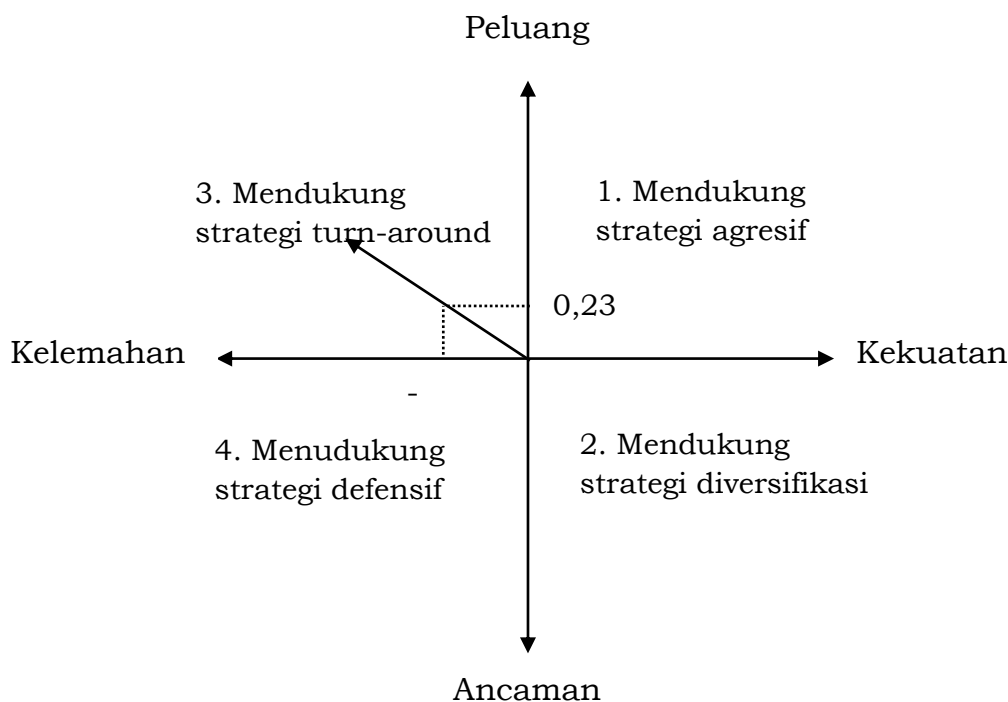 Peluang
3. Mendukung
strategi turn-around
1. Mendukung
strategi agresif
0,23
Kelemahan
Kekuatan
-
4. Menudukung
strategi defensif
2. Mendukung
strategi diversifikasi
Ancaman